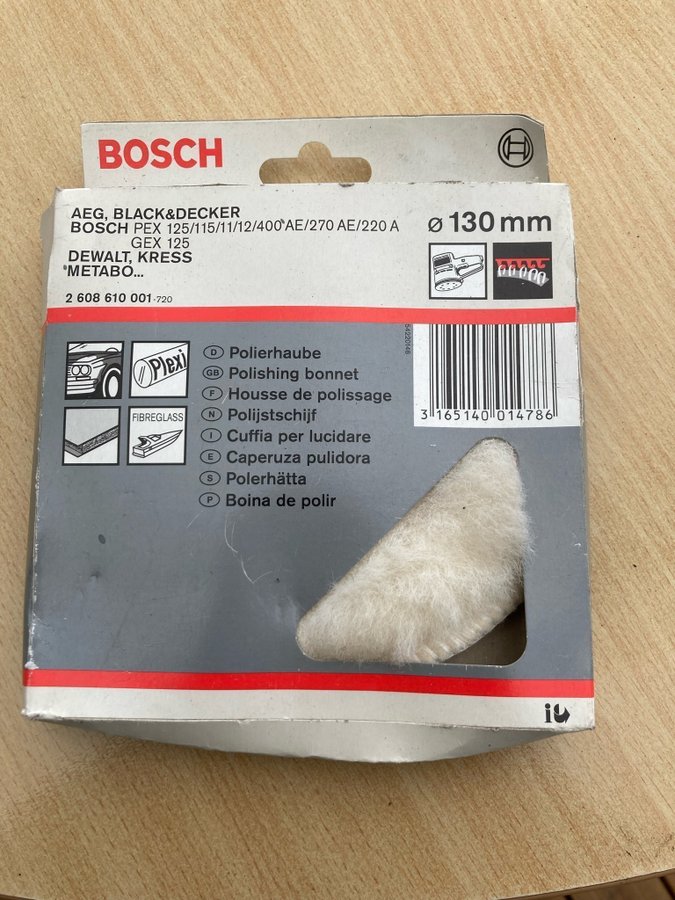 BOSCH
AEG, BLACK&DECKER
BOSCH PEX 125/115/11/12/400 AE/270 AE/220 A
GEX 125
DEWALT, KRESS
METABO...
2 608 610 001-720
ø 130 mm
Plexi
FIBREGLASS
D Polierhaube
GB Polishing bonnet
F Housse de polissage
N Polijstschijf
I Cuffia per lucidare
E Caperuza pulidora
S Polerhätta
P Boina de polir
3 165140 014786